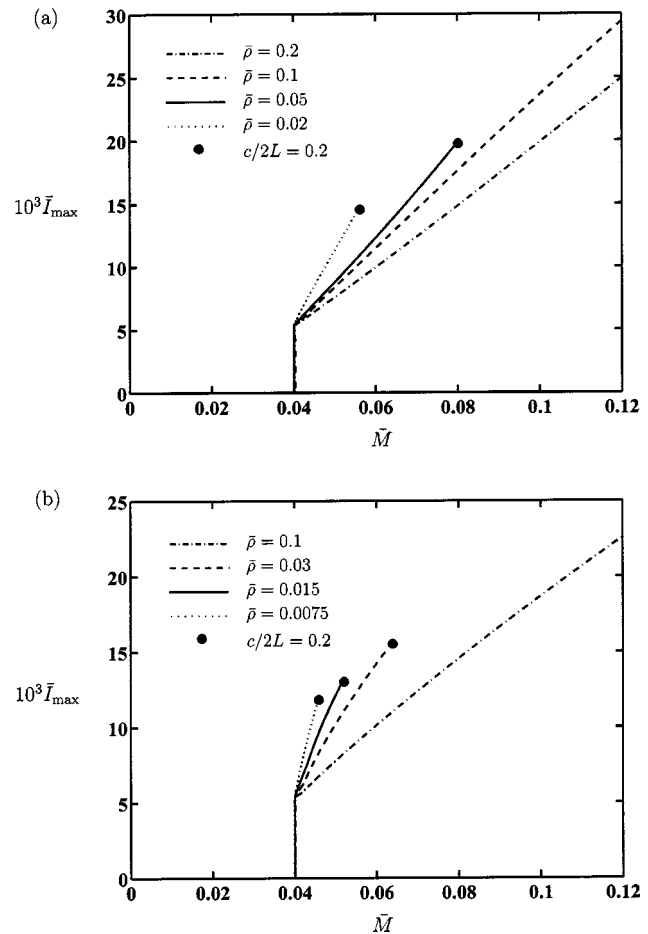 (a)
30
25
20
15
10
5
0
10³Īmax
ρ̄ = 0.2
ρ̄ = 0.1
ρ̄ = 0.05
ρ̄ = 0.02
c/2L = 0.2
0 0.02 0.04 0.06 0.08 0.1 0.12
M̄
(b)
25
20
15
10
5
0
10³Īmax
ρ̄ = 0.1
ρ̄ = 0.03
ρ̄ = 0.015
ρ̄ = 0.0075
c/2L = 0.2
0 0.02 0.04 0.06 0.08 0.1 0.12
M̄